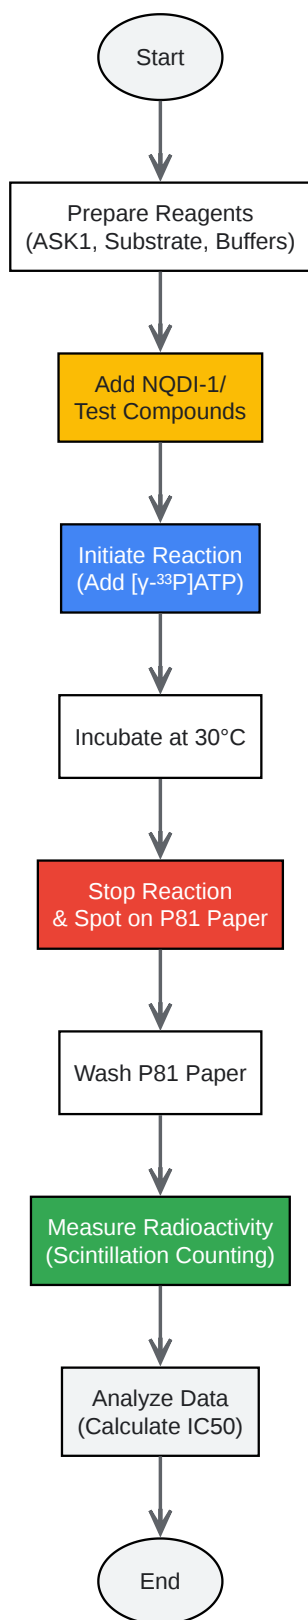 Start
Prepare Reagents
(ASK1, Substrate, Buffers)
Add NQDI-1/
Test Compounds
Initiate Reaction
(Add [γ-³³P]ATP)
Incubate at 30°C
Stop Reaction
& Spot on P81 Paper
Wash P81 Paper
Measure Radioactivity
(Scintillation Counting)
Analyze Data
(Calculate IC50)
End